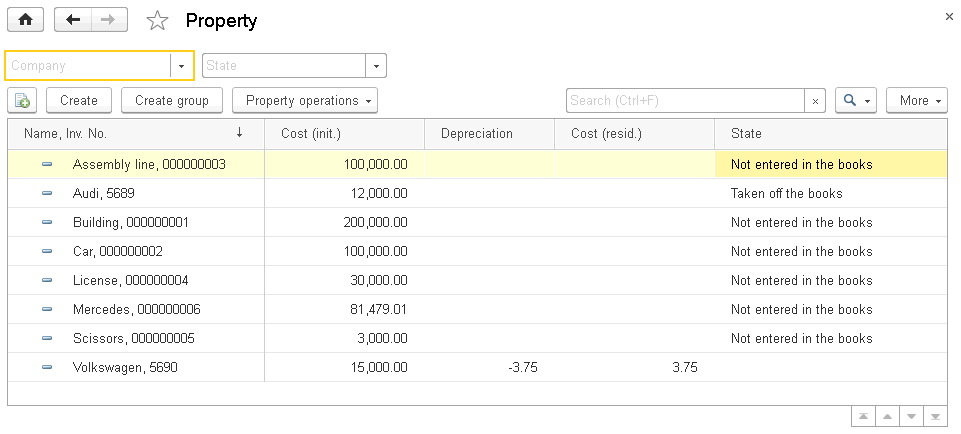 Property
Company State
Create Create group Property operations Search (Ctrl+F) × More
Name, Inv. No. ↓ Cost (init.) Depreciation Cost (resid.) State
Assembly line, 000000003 100,000.00 Not entered in the books
Audi, 5689 12,000.00 Taken off the books
Building, 000000001 200,000.00 Not entered in the books
Car, 000000002 100,000.00 Not entered in the books
License, 000000004 30,000.00 Not entered in the books
Mercedes, 000000006 81,479.01 Not entered in the books
Scissors, 000000005 3,000.00 Not entered in the books
Volkswagen, 5690 15,000.00 -3.75 3.75